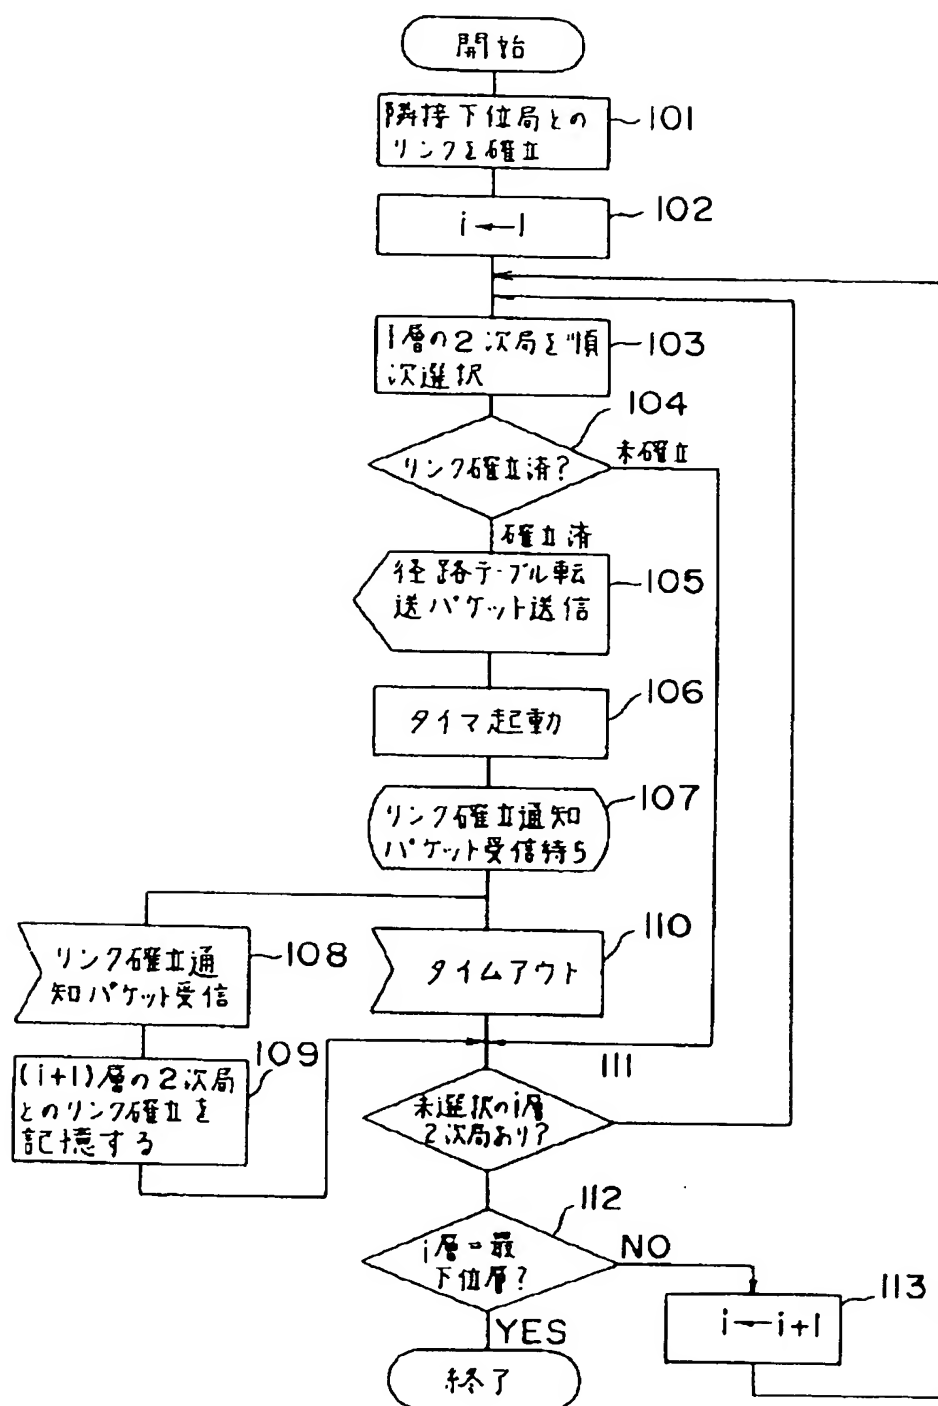 開始
隣接下位局との
リンクを確立
101
i←1
102
i層の2次局を順
次選択
103
104
リンク確立済?
未確立
確立済
径路テーブル転
送パケット送信
105
タイマ起動
106
リンク確立通知
パケット受信待ち
107
リンク確立通
知パケット受信
108
タイムアウト
110
(i+1)層の2次局
とのリンク確立を
記憶する
109
111
未選択のi層
2次局あり?
112
i層=最
下位層?
NO
YES
i←i+1
113
終了